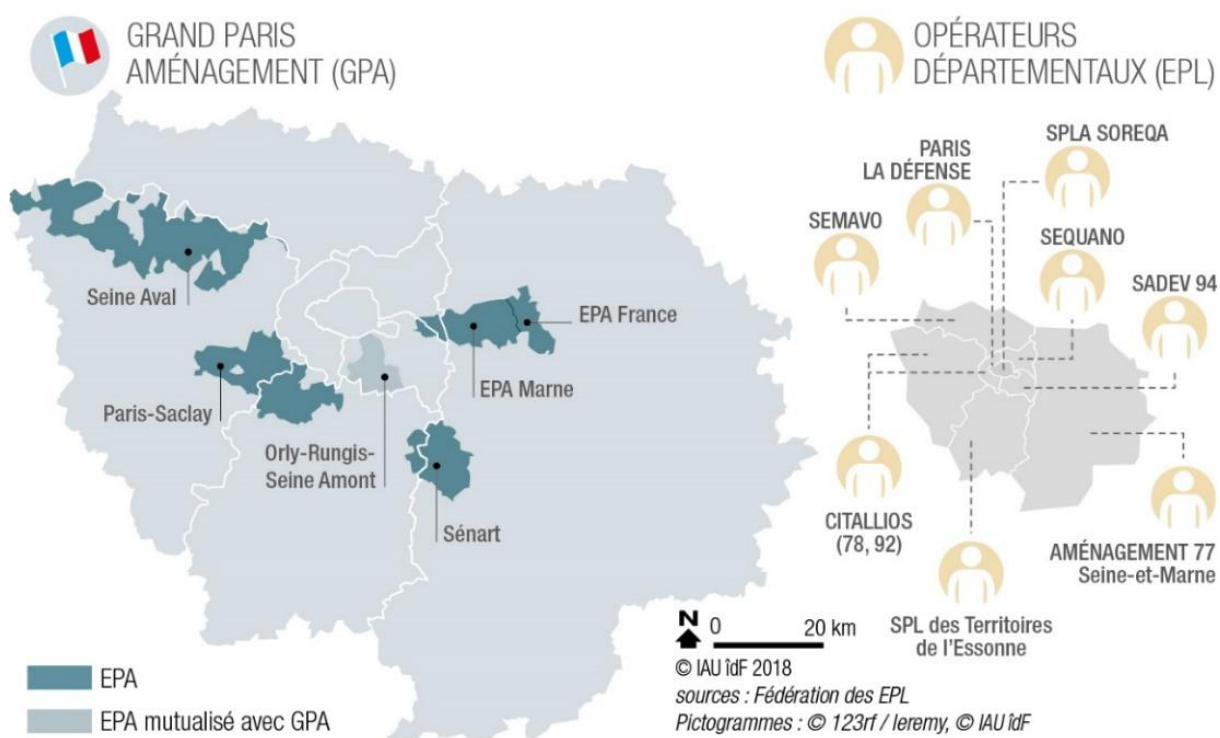 GRAND PARIS
AMÉNAGEMENT (GPA)
Seine Aval
Paris-Saclay
Orly-Rungis-
Seine Amont
Sénart
EPA Marne
EPA France
EPA
EPA mutualisé avec GPA
OPÉRATEURS
DÉPARTEMENTAUX (EPL)
SPLA SOREQA
PARIS
LA DÉFENSE
SEMAVO
SEQUANO
SADEV 94
CITALLIOS
(78, 92)
AMÉNAGEMENT 77
Seine-et-Marne
SPL des Territoires
de l'Essonne
N 0 20 km
© IAU îdF 2018
sources : Fédération des EPL
Pictogrammes : © 123rf / leremy, © IAU îdF